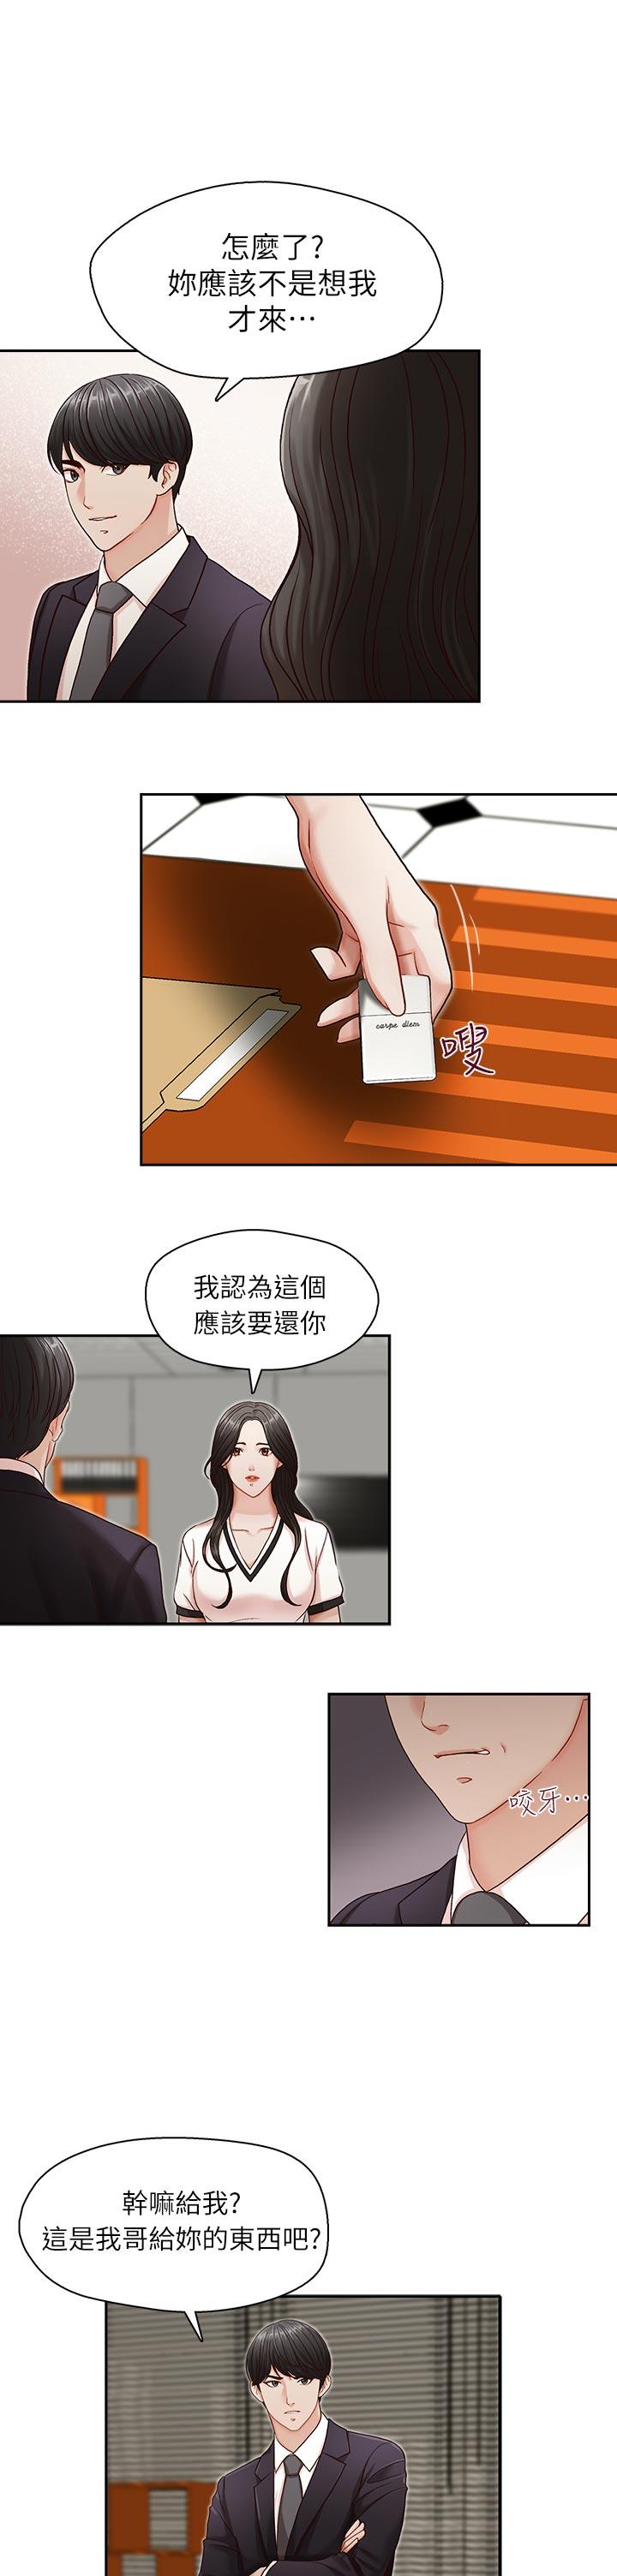 怎麼了?
妳應該不是想我
才來⋯
carpe diem
嗖
我認為這個
應該要還你
咬牙⋯
幹嘛給我?
這是我哥給妳的東西吧?